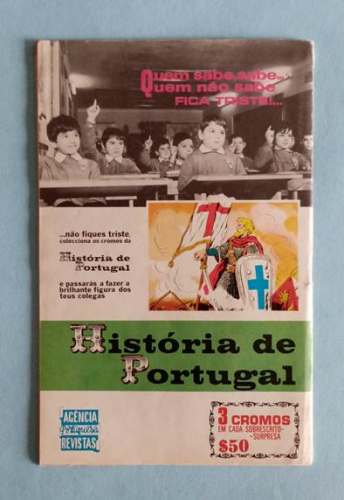 Quem sabe, sabe...
Quem não sabe
FICA TRISTE!...
...não fiques triste,
colecciona os cromos da
História de
Portugal
e passarás a fazer a
brilhante figura dos
teus colegas
História de
Portugal
AGÊNCIA
Portuguesa
REVISTAS
3 CROMOS
EM CADA SOBRESCRITO-
-SURPRESA
$50